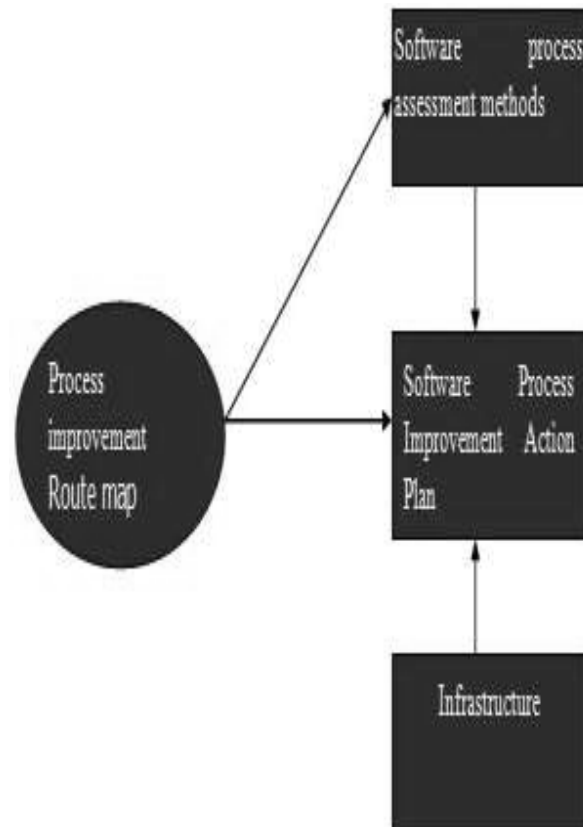 Software process
assessment methods
Process
improvement
Route map
Software Process
Improvement Action
Plan
Infrastructure